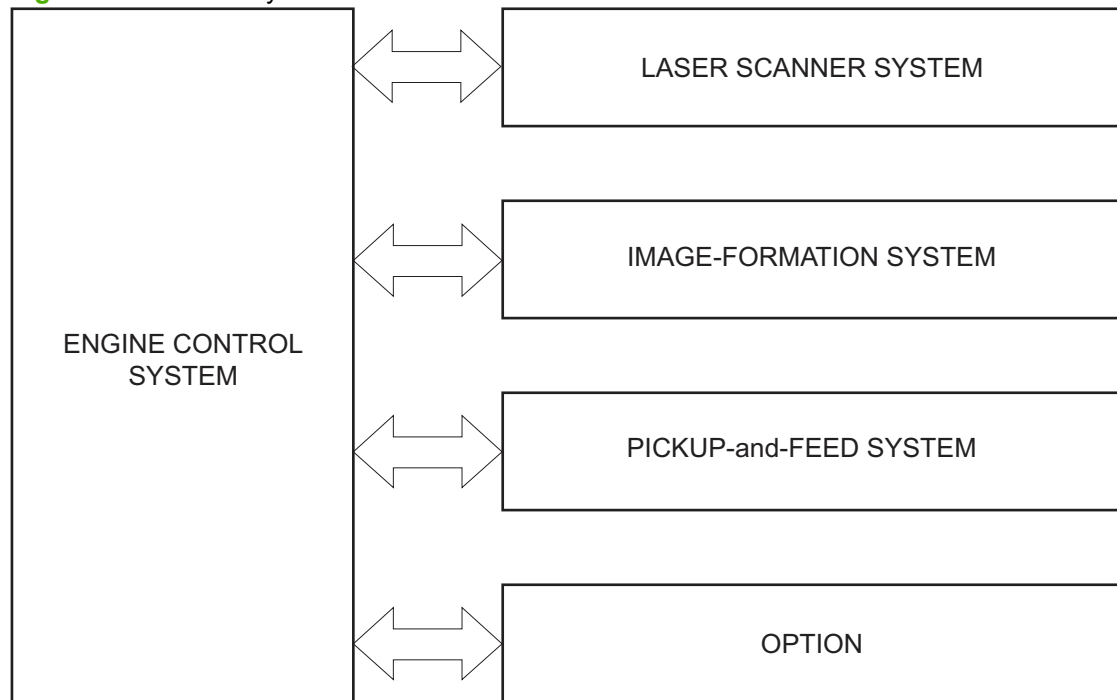 ENGINE CONTROL
SYSTEM
LASER SCANNER SYSTEM
IMAGE-FORMATION SYSTEM
PICKUP-and-FEED SYSTEM
OPTION